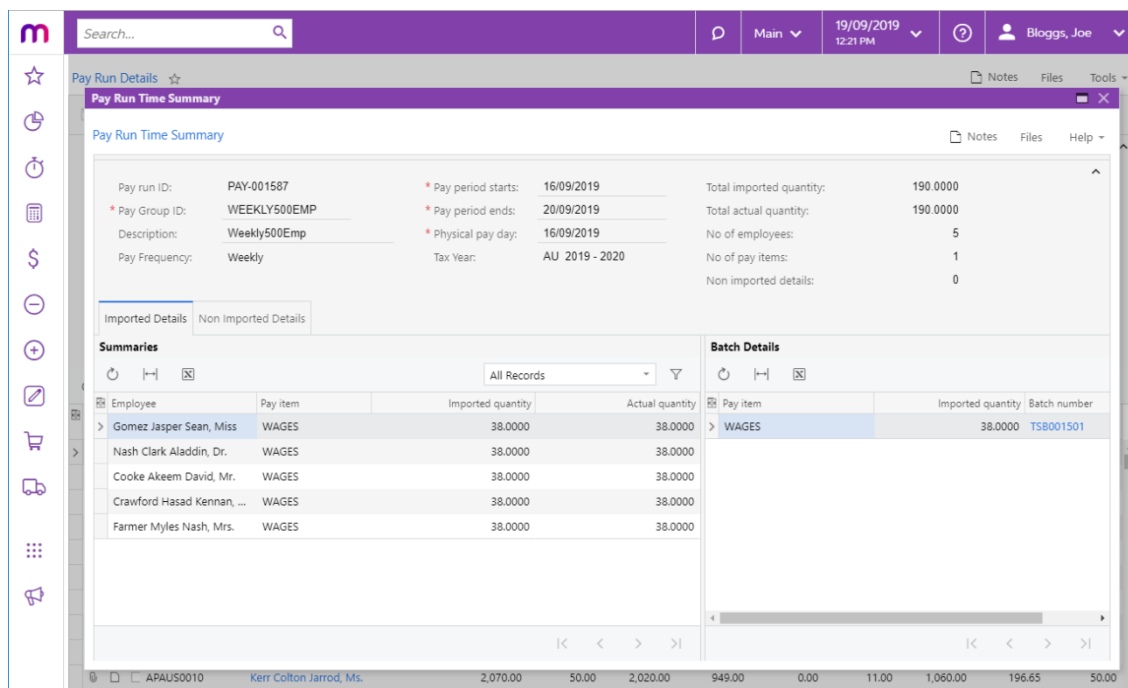 m Search... Main 19/09/2019 12:21 PM Bloggs, Joe
Pay Run Details Notes Files Tools
Pay Run Time Summary
Pay Run Time Summary Notes Files Help
Pay run ID: PAY-001587 * Pay period starts: 16/09/2019 Total imported quantity: 190.0000
* Pay Group ID: WEEKLY500EMP * Pay period ends: 20/09/2019 Total actual quantity: 190.0000
Description: Weekly500Emp * Physical pay day: 16/09/2019 No of employees: 5
Pay Frequency: Weekly Tax Year: AU 2019 - 2020 No of pay items: 1
Non imported details: 0
Imported Details Non Imported Details
Summaries Batch Details
All Records
Employee Pay item Imported quantity Actual quantity Pay item Imported quantity Batch number
Gomez Jasper Sean, Miss WAGES 38.0000 38.0000 WAGES 38.0000 TSB001501
Nash Clark Aladdin, Dr. WAGES 38.0000 38.0000
Cooke Akeem David, Mr. WAGES 38.0000 38.0000
Crawford Hasad Kennan, ... WAGES 38.0000 38.0000
Farmer Myles Nash, Mrs. WAGES 38.0000 38.0000
APAUS0010 Kerr Colton Jarrod, Ms. 2,070.00 50.00 2,020.00 949.00 0.00 11.00 1,060.00 196.65 50.00